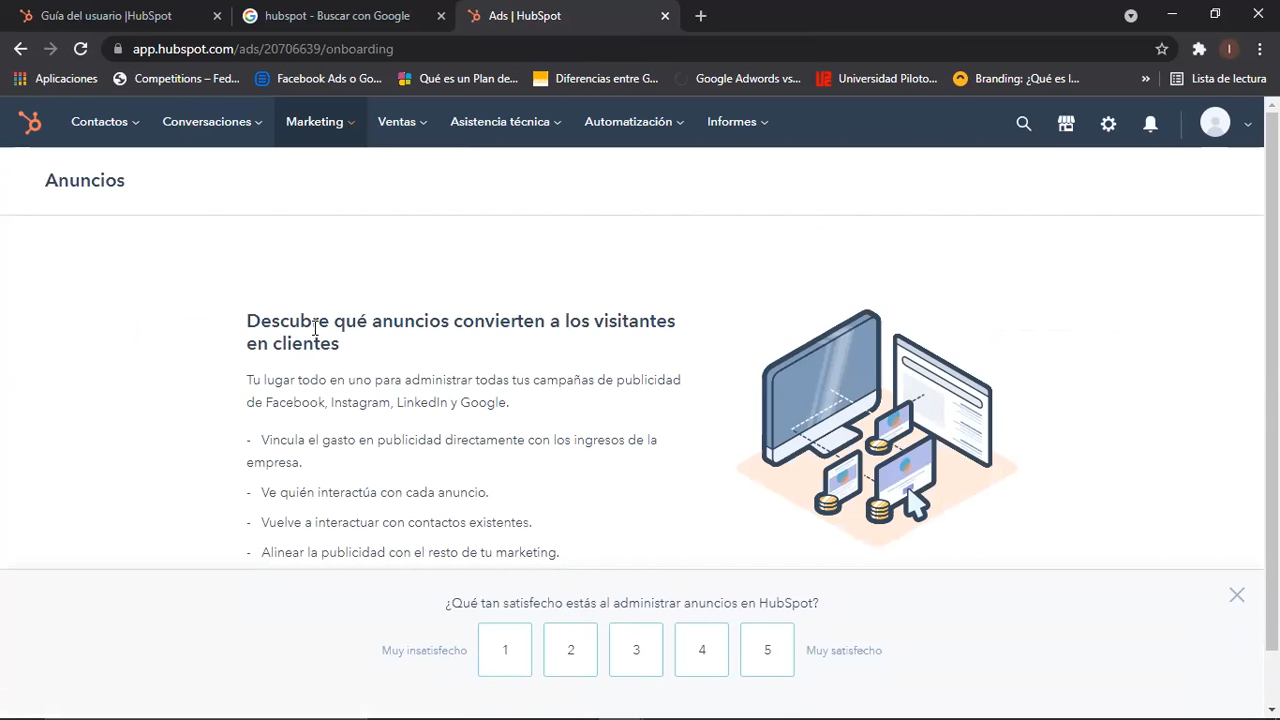 Guía del usuario |HubSpot
hubspot - Buscar con Google
Ads | HubSpot
app.hubspot.com/ads/20706639/onboarding
Aplicaciones
Competitions – Fed...
Facebook Ads o Go...
Qué es un Plan de...
Diferencias entre G...
Google Adwords vs...
Universidad Piloto...
Branding: ¿Qué es l...
»
Lista de lectura
Contactos
Conversaciones
Marketing
Ventas
Asistencia técnica
Automatización
Informes
Anuncios
Descubre qué anuncios convierten a los visitantes
en clientes
Tu lugar todo en uno para administrar todas tus campañas de publicidad
de Facebook, Instagram, LinkedIn y Google.
- Vincula el gasto en publicidad directamente con los ingresos de la
empresa.
- Ve quién interactúa con cada anuncio.
- Vuelve a interactuar con contactos existentes.
- Alinear la publicidad con el resto de tu marketing.
¿Qué tan satisfecho estás al administrar anuncios en HubSpot?
Muy insatisfecho 1 2 3 4 5 Muy satisfecho